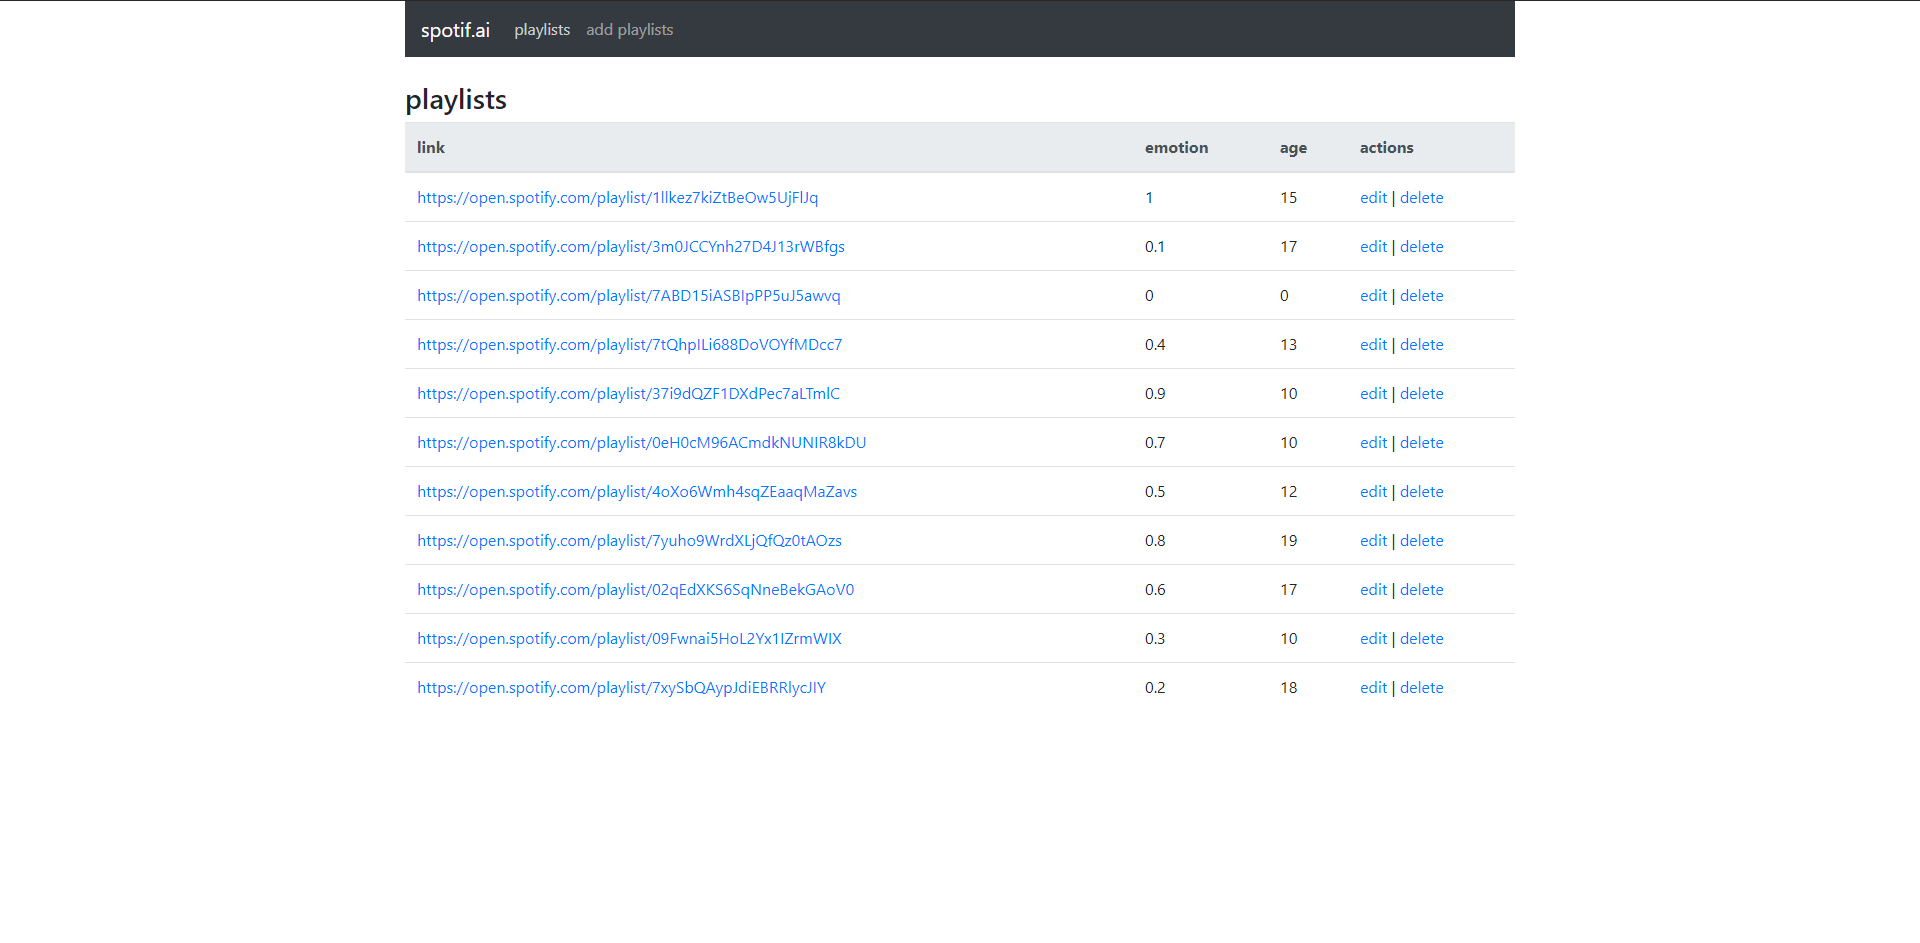 spotif.ai playlists add playlists
playlists
link emotion age actions
https://open.spotify.com/playlist/1llkez7kiZtBeOw5UjFlJq 1 15 edit | delete
https://open.spotify.com/playlist/3m0JCCYnh27D4J13rWBfgs 0.1 17 edit | delete
https://open.spotify.com/playlist/7ABD15iASBIpPP5uJ5awvq 0 0 edit | delete
https://open.spotify.com/playlist/7tQhpILi688DoVOYfMDcc7 0.4 13 edit | delete
https://open.spotify.com/playlist/37i9dQZF1DXdPec7aLTmlC 0.9 10 edit | delete
https://open.spotify.com/playlist/0eH0cM96ACmdkNUNIR8kDU 0.7 10 edit | delete
https://open.spotify.com/playlist/4oXo6Wmh4sqZEaaqMaZavs 0.5 12 edit | delete
https://open.spotify.com/playlist/7yuho9WrdXLjQfQz0tAOzs 0.8 19 edit | delete
https://open.spotify.com/playlist/02qEdXKS6SqNneBekGAoV0 0.6 17 edit | delete
https://open.spotify.com/playlist/09Fwnai5HoL2Yx1IZrmWIX 0.3 10 edit | delete
https://open.spotify.com/playlist/7xySbQAypJdiEBRRlycJIY 0.2 18 edit | delete